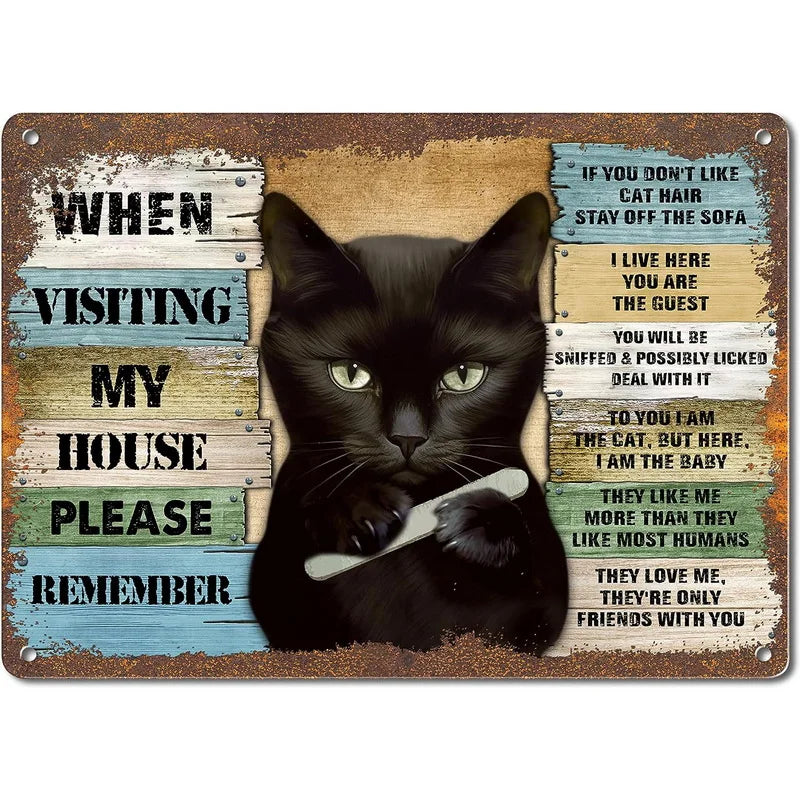 WHEN
VISITING
MY
HOUSE
PLEASE
REMEMBER
IF YOU DON'T LIKE
CAT HAIR
STAY OFF THE SOFA
I LIVE HERE
YOU ARE
THE GUEST
YOU WILL BE
SNIFFED & POSSIBLY LICKED
DEAL WITH IT
TO YOU I AM
THE CAT, BUT HERE,
I AM THE BABY
THEY LIKE ME
MORE THAN THEY
LIKE MOST HUMANS
THEY LOVE ME,
THEY'RE ONLY
FRIENDS WITH YOU